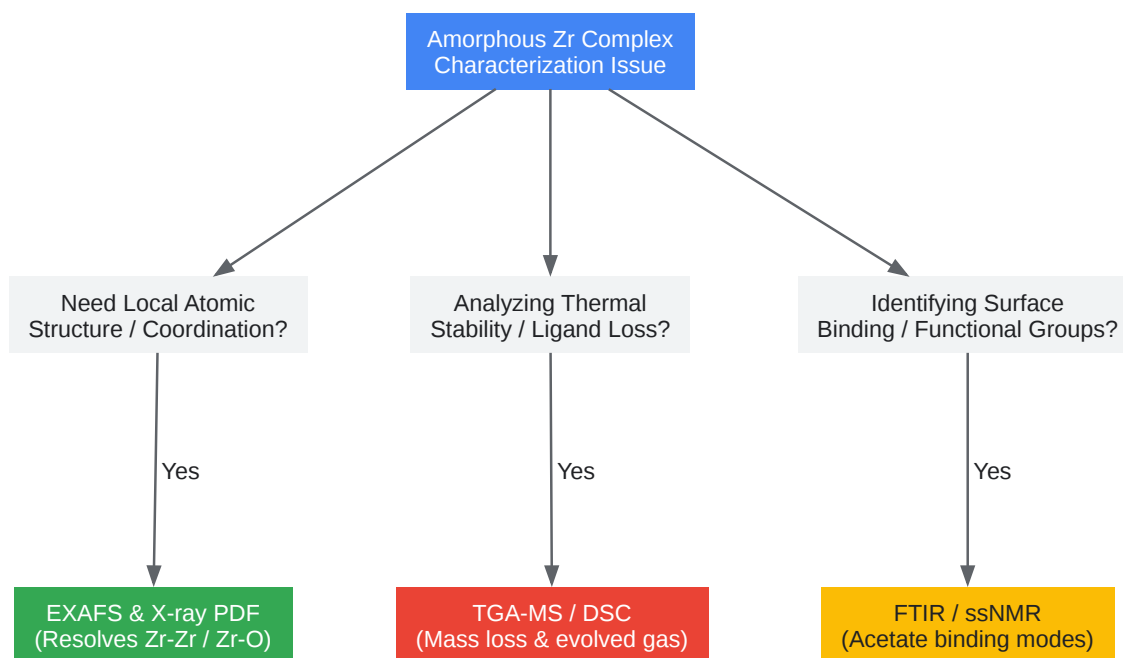 Amorphous Zr Complex
Characterization Issue
Need Local Atomic
Structure / Coordination?
Analyzing Thermal
Stability / Ligand Loss?
Identifying Surface
Binding / Functional Groups?
Yes
Yes
Yes
EXAFS & X-ray PDF
(Resolves Zr-Zr / Zr-O)
TGA-MS / DSC
(Mass loss & evolved gas)
FTIR / ssNMR
(Acetate binding modes)